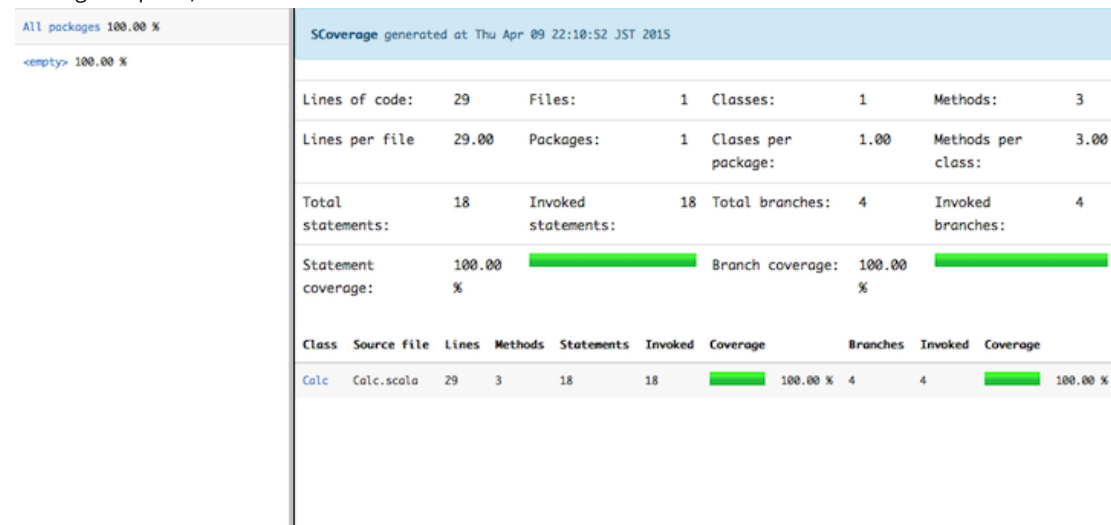 All packages 100.00 %
<empty> 100.00 %
SCoverage generated at Thu Apr 09 22:10:52 JST 2015
Lines of code: 29 Files: 1 Classes: 1 Methods: 3
Lines per file 29.00 Packages: 1 Clases per package: 1.00 Methods per class: 3.00
Total statements: 18 Invoked statements: 18 Total branches: 4 Invoked branches: 4
Statement coverage: 100.00 % Branch coverage: 100.00 %
Class Source file Lines Methods Statements Invoked Coverage Branches Invoked Coverage
Calc Calc.scala 29 3 18 18 100.00 % 4 4 100.00 %